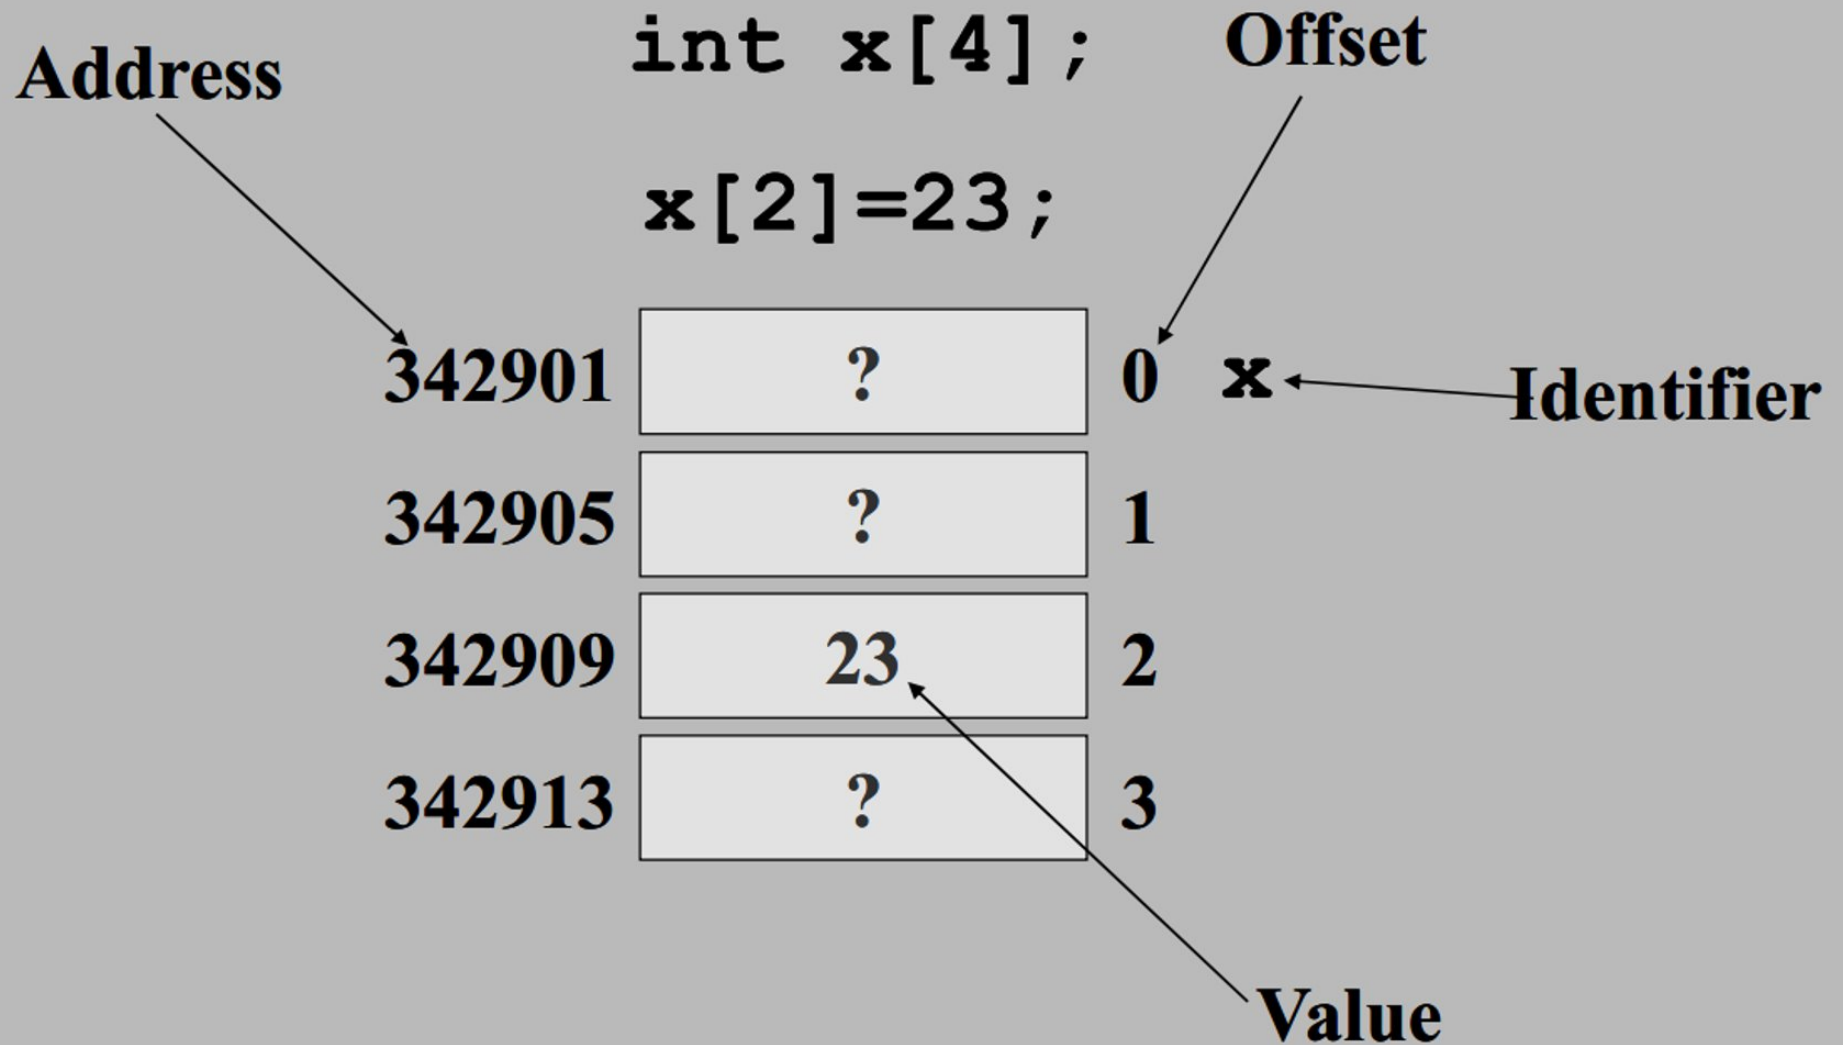 int x[4];
Offset
Address
x[2]=23;
342901 ? 0 x
Identifier
342905 ? 1
342909 23 2
342913 ? 3
Value